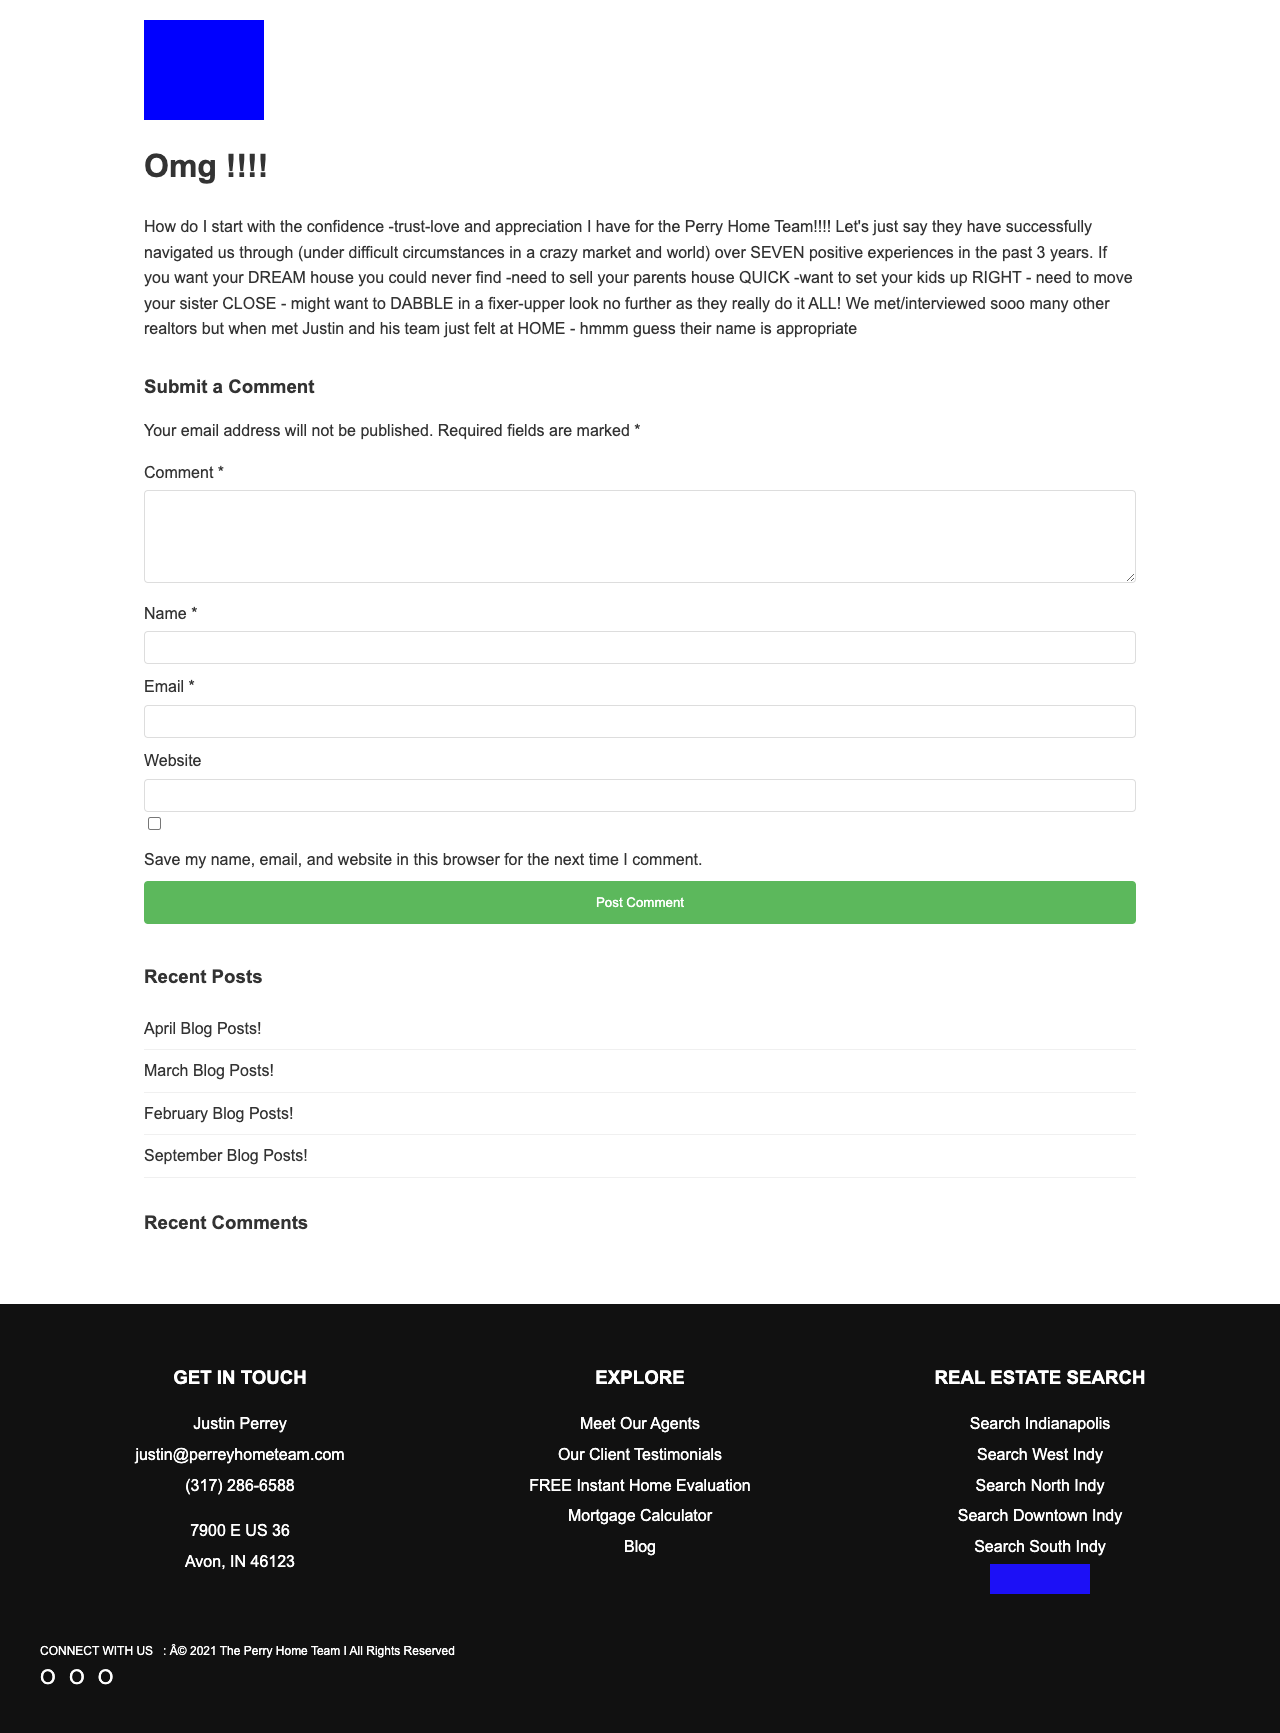 Omg !!!!
How do I start with the confidence -trust-love and appreciation I have for the Perry Home Team!!!! Let's just say they have successfully
navigated us through (under difficult circumstances in a crazy market and world) over SEVEN positive experiences in the past 3 years. If
you want your DREAM house you could never find -need to sell your parents house QUICK -want to set your kids up RIGHT - need to move
your sister CLOSE - might want to DABBLE in a fixer-upper look no further as they really do it ALL! We met/interviewed sooo many other
realtors but when met Justin and his team just felt at HOME - hmmm guess their name is appropriate
Submit a Comment
Your email address will not be published. Required fields are marked *
Comment *
Name *
Email *
Website
Save my name, email, and website in this browser for the next time I comment.
Post Comment
Recent Posts
April Blog Posts!
March Blog Posts!
February Blog Posts!
September Blog Posts!
Recent Comments
GET IN TOUCH
Justin Perrey
justin@perreyhometeam.com
(317) 286-6588
7900 E US 36
Avon, IN 46123
EXPLORE
Meet Our Agents
Our Client Testimonials
FREE Instant Home Evaluation
Mortgage Calculator
Blog
REAL ESTATE SEARCH
Search Indianapolis
Search West Indy
Search North Indy
Search Downtown Indy
Search South Indy
CONNECT WITH US : Â© 2021 The Perry Home Team I All Rights Reserved
O O O